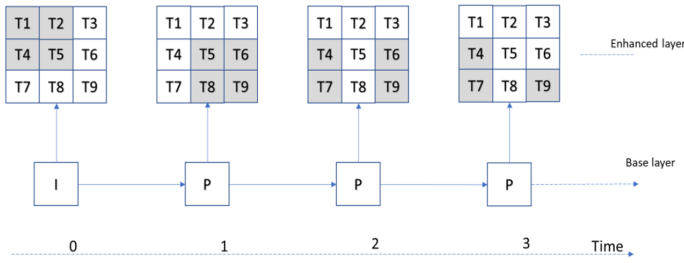 T1 T2 T3 T1 T2 T3 T1 T2 T3 T1 T2 T3
Enhanced layer
T4 T5 T6 T4 T5 T6 T4 T5 T6 T4 T5 T6
T7 T8 T9 T7 T8 T9 T7 T8 T9 T7 T8 T9
Base layer
I P P P
0 1 2 3 Time